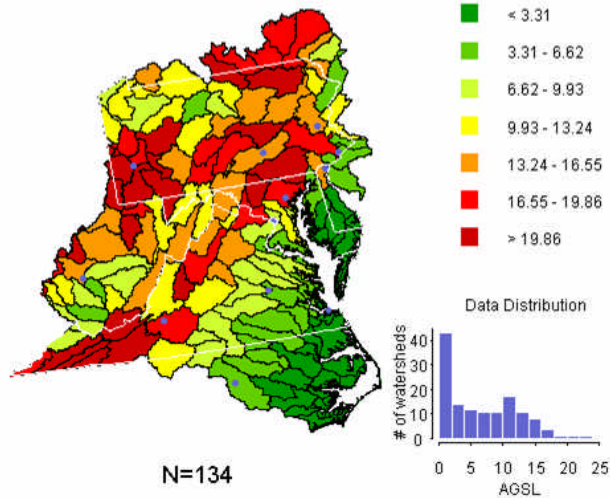 < 3.31
3.31 - 6.62
6.62 - 9.93
9.93 - 13.24
13.24 - 16.55
16.55 - 19.86
> 19.86
Data Distribution
# of watersheds
40
30
20
10
0
0 5 10 15 20 25
AGSL
N=134